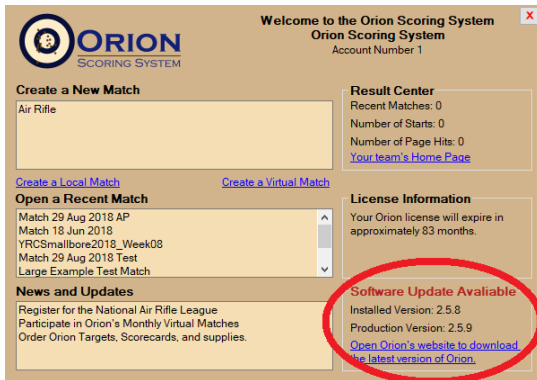 ORION
SCORING SYSTEM
Welcome to the Orion Scoring System
Orion Scoring System
Account Number 1
X
Create a New Match
Air Rifle
Create a Local Match
Create a Virtual Match
Open a Recent Match
Match 29 Aug 2018 AP
Match 18 Jun 2018
YRCSmallbore2018_Week08
Match 29 Aug 2018 Test
Large Example Test Match
News and Updates
Register for the National Air Rifle League
Participate in Orion's Monthly Virtual Matches
Order Orion Targets, Scorecards, and supplies.
Result Center
Recent Matches: 0
Number of Starts: 0
Number of Page Hits: 0
Your team's Home Page
License Information
Your Orion license will expire in
approximately 83 months.
Software Update Avaliable
Installed Version: 2.5.8
Production Version: 2.5.9
Open Orion's website to download
the latest version of Orion.